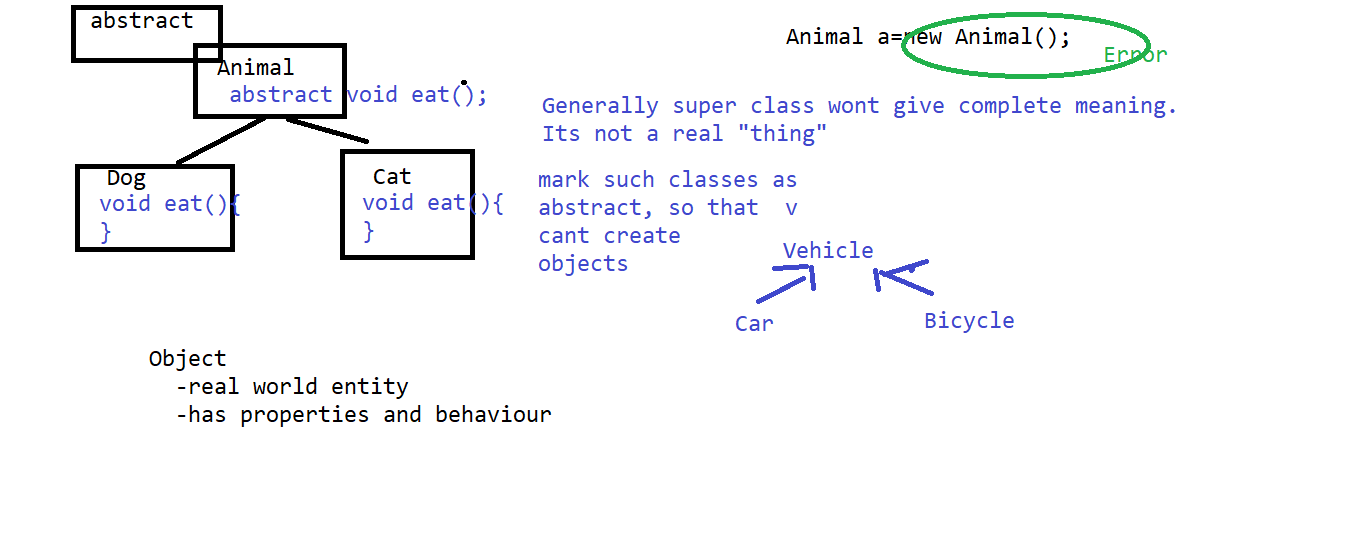 abstract
Animal
abstract void eat();
Dog
void eat(){
}
Cat
void eat(){
}
Animal a=new Animal();
Error
Generally super class wont give complete meaning.
Its not a real "thing"
mark such classes as
abstract, so that v
cant create
objects
Vehicle
Car
Bicycle
Object
-real world entity
-has properties and behaviour